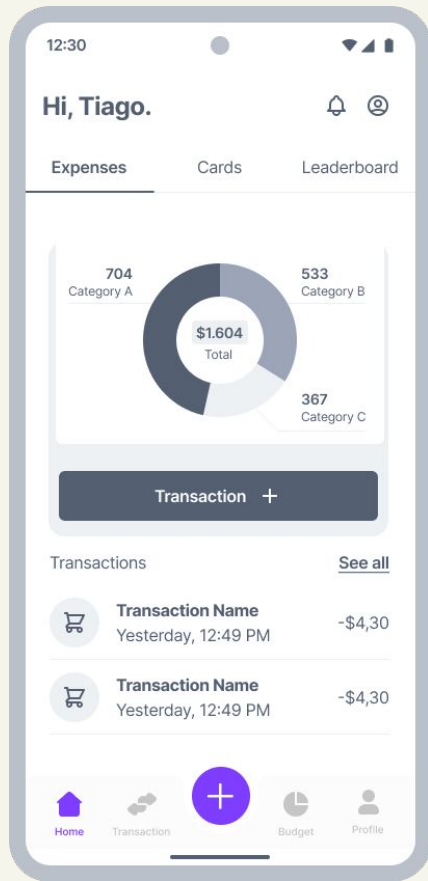 12:30
Hi, Tiago.
Expenses Cards Leaderboard
704
Category A
533
Category B
$1.604
Total
367
Category C
Transaction +
Transactions See all
Transaction Name
Yesterday, 12:49 PM
-$4,30
Transaction Name
Yesterday, 12:49 PM
-$4,30
Home Transaction Budget Profile